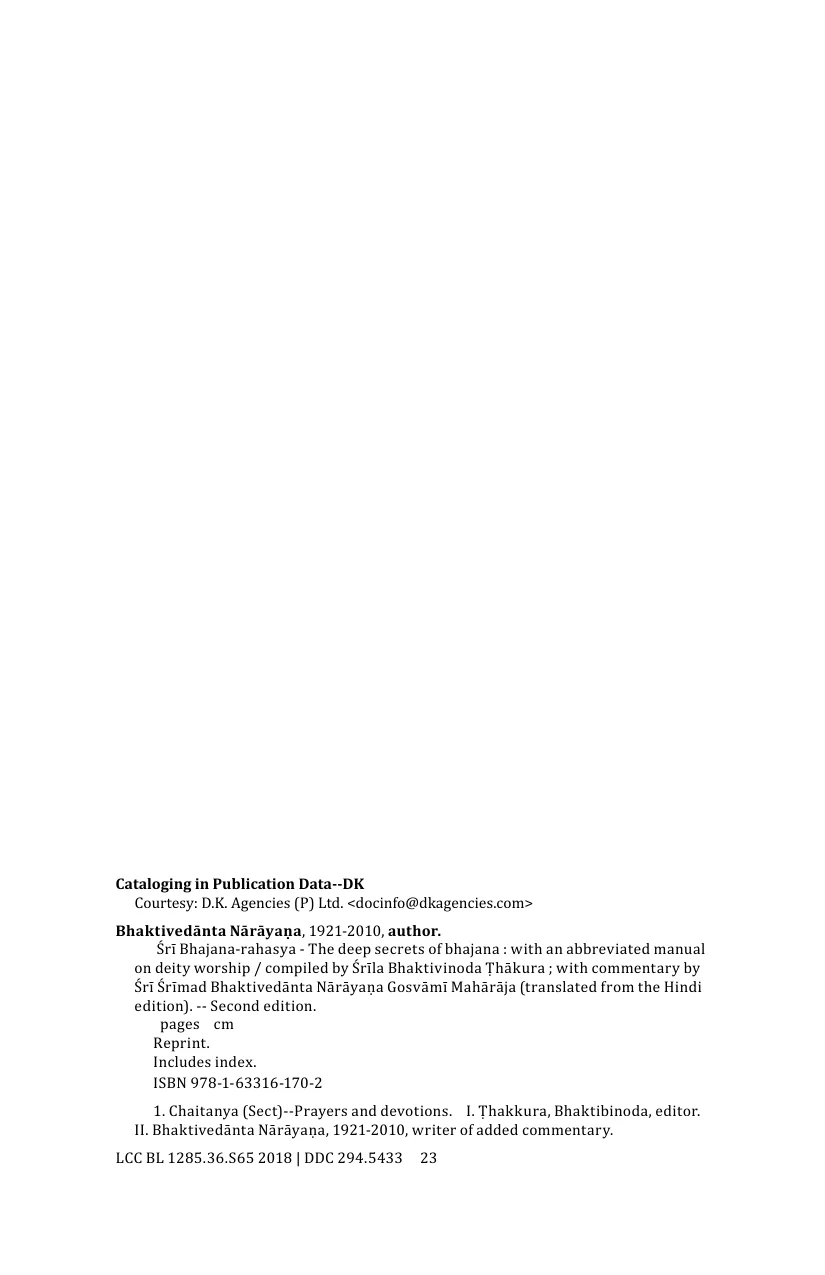 Cataloging in Publication Data--DK
Courtesy: D.K. Agencies (P) Ltd. <docinfo@dkagencies.com>
Bhaktivedānta Nārāyaṇa, 1921-2010, author.
Śrī Bhajana-rahasya - The deep secrets of bhajana : with an abbreviated manual
on deity worship / compiled by Śrīla Bhaktivinoda Ṭhākura ; with commentary by
Śrī Śrīmad Bhaktivedānta Nārāyaṇa Gosvāmī Mahārāja (translated from the Hindi
edition). -- Second edition.
pages cm
Reprint.
Includes index.
ISBN 978-1-63316-170-2
1. Chaitanya (Sect)--Prayers and devotions. I. Ṭhakkura, Bhaktibinoda, editor.
II. Bhaktivedānta Nārāyaṇa, 1921-2010, writer of added commentary.
LCC BL 1285.36.S65 2018 | DDC 294.5433 23